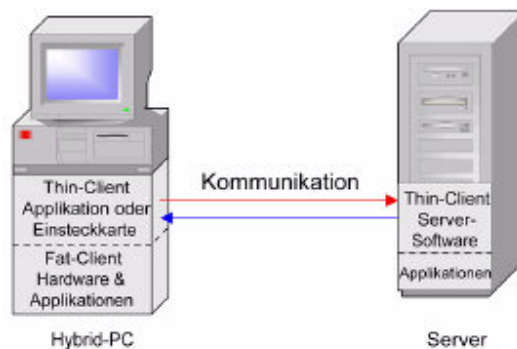 Kommunikation
Thin-Client
Applikation oder
Einsteckkarte
Fat-Client
Hardware &
Applikationen
Hybrid-PC
Thin-Client
Server-
Software
Applikationen
Server